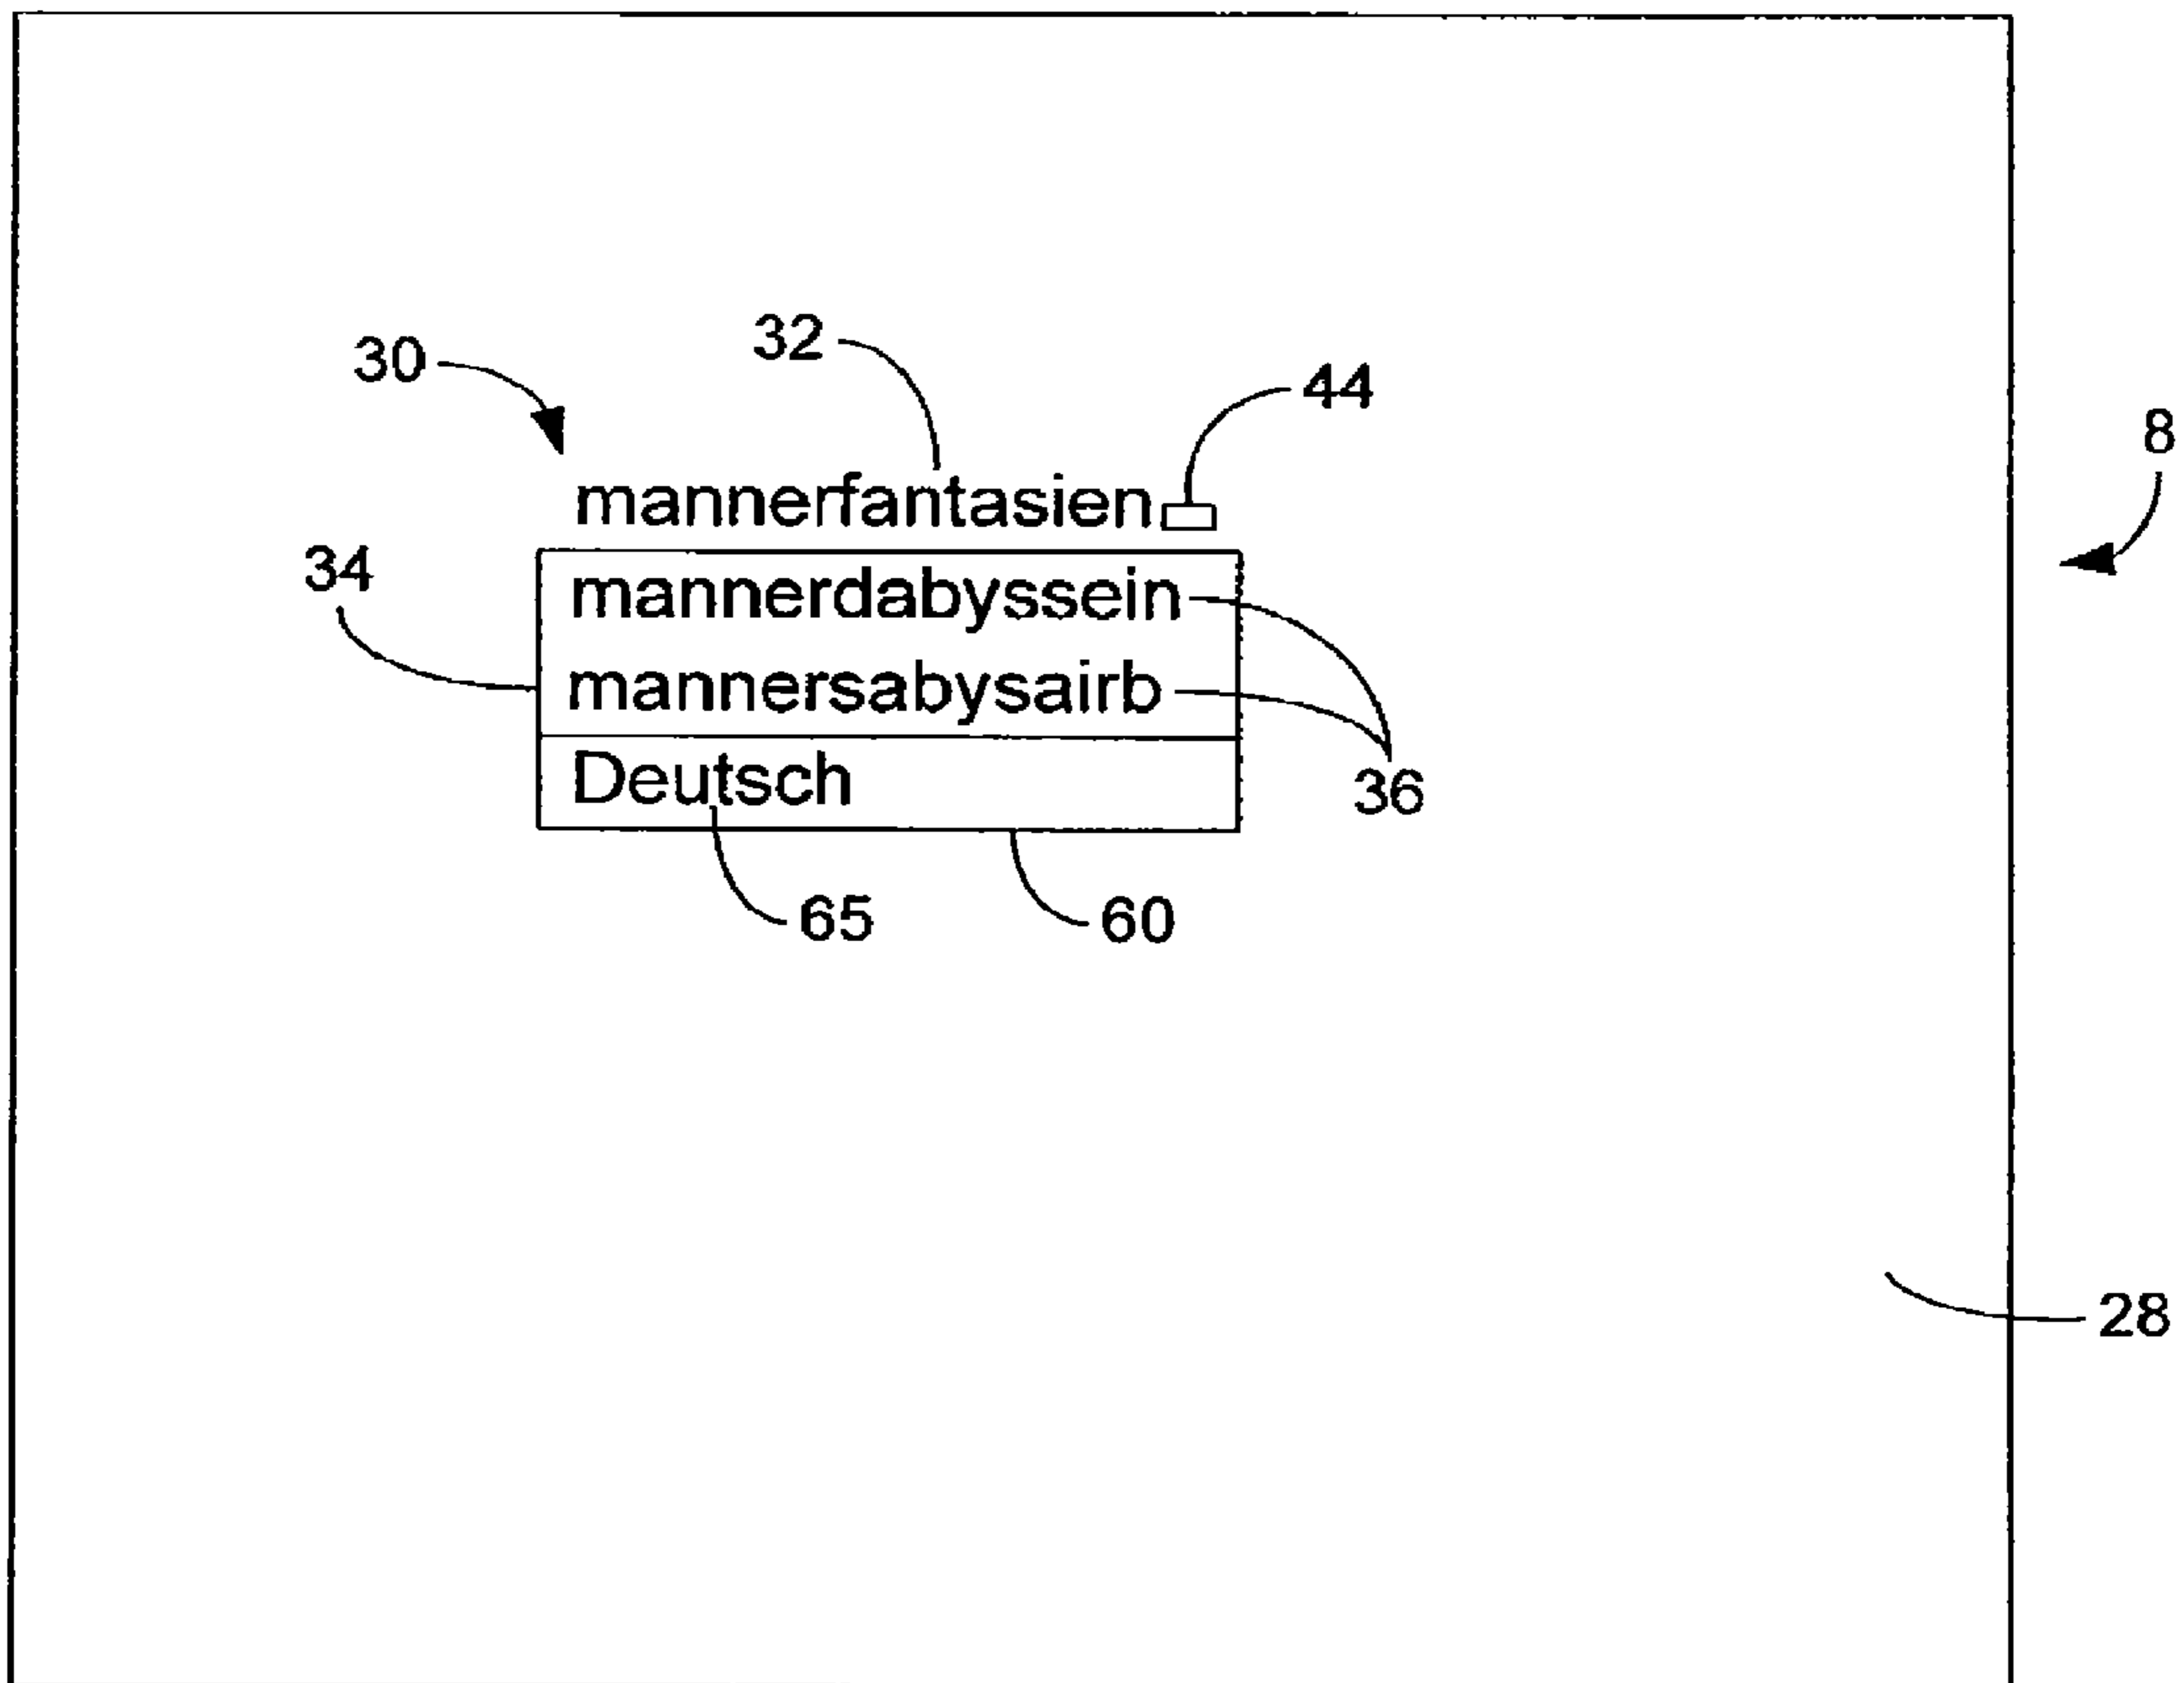 32
30
44
8
mannerfantasien
34
mannerdabyssein
mannersabysairb
Deutsch
36
65
60
28